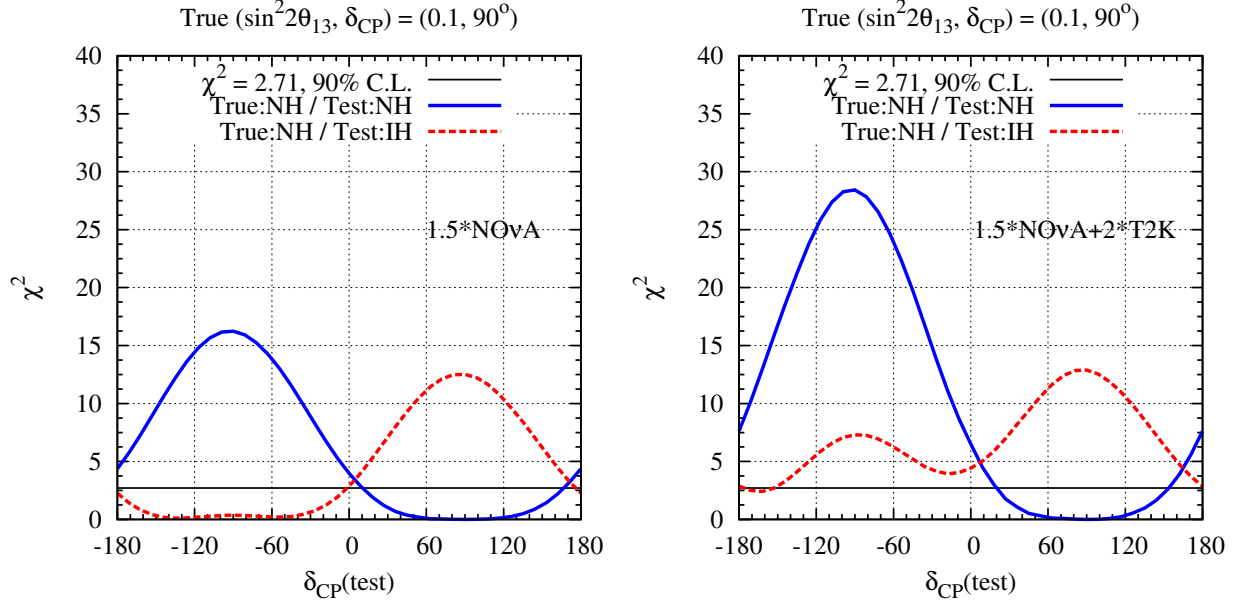 True (sin²2θ₁₃, δ_CP) = (0.1, 90°)
40
35
30
25
20
15
10
5
0
χ²
χ² = 2.71, 90% C.L.
True:NH / Test:NH
True:NH / Test:IH
1.5*NOνA
-180 -120 -60 0 60 120 180
δ_CP(test)
True (sin²2θ₁₃, δ_CP) = (0.1, 90°)
40
35
30
25
20
15
10
5
0
χ²
χ² = 2.71, 90% C.L.
True:NH / Test:NH
True:NH / Test:IH
1.5*NOνA+2*T2K
-180 -120 -60 0 60 120 180
δ_CP(test)